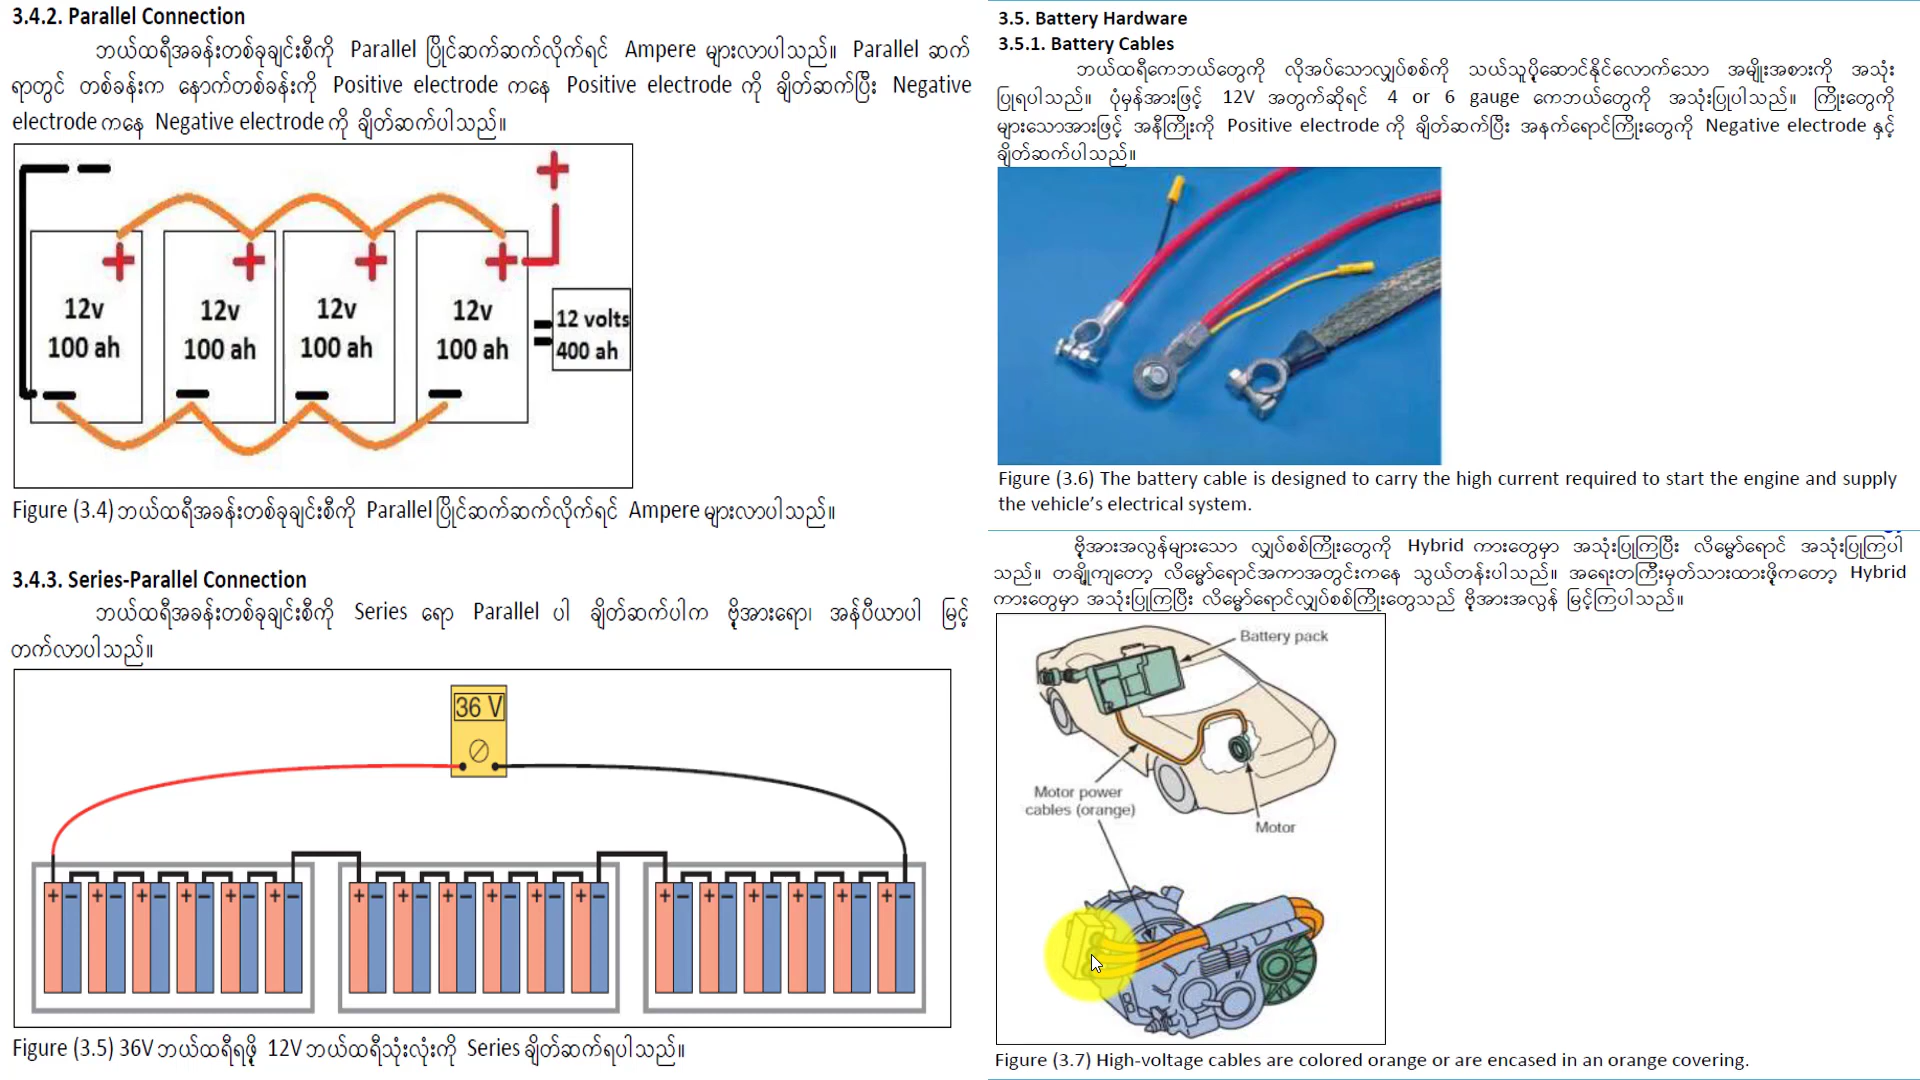 3.4.2. Parallel Connection
ဘယ်ထရီအခန်းတစ်ခုချင်းစီကို Parallel ပြိုင်ဆက်ဆက်လိုက်ရင် Ampere များလာပါသည်။ Parallel ဆက်
ရာတွင် တစ်ခန်းက နောက်တစ်ခန်းကို Positive electrode ကနေ Positive electrode ကို ချိတ်ဆက်ပြီး Negative
electrode ကနေ Negative electrode ကို ချိတ်ဆက်ပါသည်။
12v
100 ah
12v
100 ah
12v
100 ah
12v
100 ah
12 volts
400 ah
Figure (3.4) ဘယ်ထရီအခန်းတစ်ခုချင်းစီကို Parallel ပြိုင်ဆက်ဆက်လိုက်ရင် Ampere များလာပါသည်။
3.4.3. Series-Parallel Connection
ဘယ်ထရီအခန်းတစ်ခုချင်းစီကို Series ရော Parallel ပါ ချိတ်ဆက်ပါက ဗို့အားရော၊ အန်ပီယာပါ မြင့်
တက်လာပါသည်။
36 V
Figure (3.5) 36V ဘယ်ထရီရဖို့ 12V ဘယ်ထရီသုံးလုံးကို Series ချိတ်ဆက်ရပါသည်။
3.5. Battery Hardware
3.5.1. Battery Cables
ဘယ်ထရီကေဘယ်တွေကို လိုအပ်သောလျှပ်စစ်ကို သယ်သူပို့ဆောင်နိုင်လောက်သော အမျိုးအစားကို အသုံး
ပြုရပါသည်။ ပုံမှန်အားဖြင့် 12V အတွက်ဆိုရင် 4 or 6 gauge ကေဘယ်တွေကို အသုံးပြုပါသည်။ ကြိုးတွေကို
များသောအားဖြင့် အနီကြိုးကို Positive electrode ကို ချိတ်ဆက်ပြီး အနက်ရောင်ကြိုးတွေကို Negative electrode နှင့်
ချိတ်ဆက်ပါသည်။
Figure (3.6) The battery cable is designed to carry the high current required to start the engine and supply
the vehicle's electrical system.
ဗို့အားအလွန်များသော လျှပ်စစ်ကြိုးတွေကို Hybrid ကားတွေမှာ အသုံးပြုကြပြီး လိမ္မော်ရောင် အသုံးပြုကြပါ
သည်။ တချို့ကျတော့ လိမ္မော်ရောင်အကာအတွင်းကနေ သွယ်တန်းပါသည်။ အရေးတကြီးမှတ်သားထားဖို့ကတော့ Hybrid
ကားတွေမှာ အသုံးပြုကြပြီး လိမ္မော်ရောင်လျှပ်စစ်ကြိုးတွေသည် ဗို့အားအလွန် မြင့်ကြပါသည်။
Battery pack
Motor power
cables (orange)
Motor
Figure (3.7) High-voltage cables are colored orange or are encased in an orange covering.